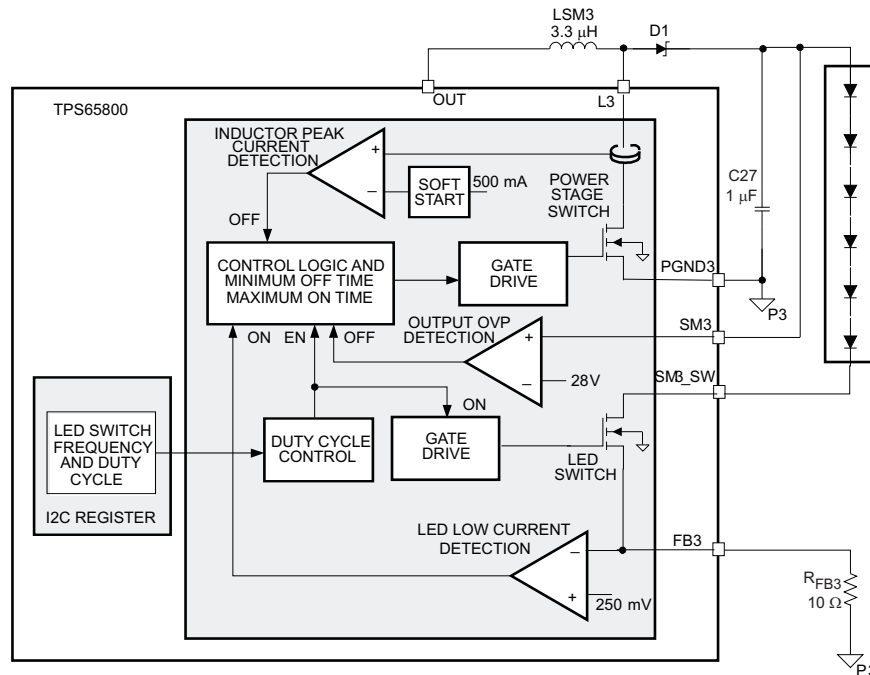 LSM3
3.3 μH
D1
OUT
L3
TPS65800
INDUCTOR PEAK
CURRENT
DETECTION
+
–
SOFT
START
500 mA
POWER
STAGE
SWITCH
C27
1 μF
OFF
CONTROL LOGIC AND
MINIMUM OFF TIME
MAXIMUM ON TIME
GATE
DRIVE
PGND3
P3
ON
EN
OFF
OUTPUT OVP
DETECTION
+
–
28V
SM3
SM3_SW
ON
LED SWITCH
FREQUENCY
AND DUTY
CYCLE
I2C REGISTER
DUTY CYCLE
CONTROL
GATE
DRIVE
LED
SWITCH
LED LOW CURRENT
DETECTION
–
+
250 mV
FB3
RFB3
10 Ω
P3